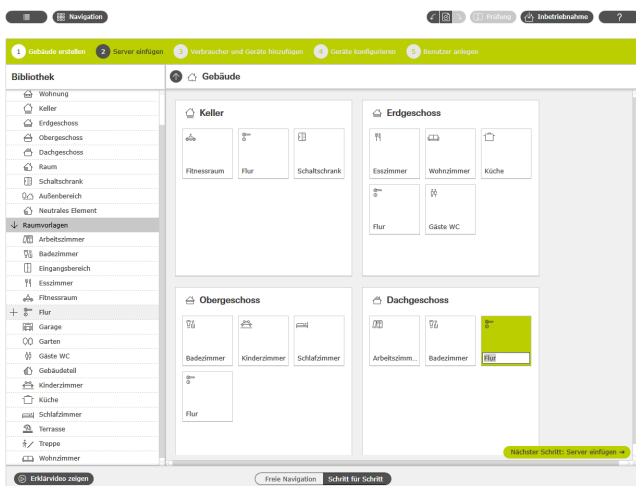 Navigation
Prüfung
Inbetriebnahme
?
1 Gebäude erstellen
2 Server einfügen
3 Verbraucher und Geräte hinzufügen
4 Geräte konfigurieren
5 Benutzer anlegen
Bibliothek
Gebäude
Wohnung
Keller
Erdgeschoss
Obergeschoss
Dachgeschoss
Raum
Schaltschrank
Außenbereich
Neutrales Element
Raumvorlagen
Arbeitszimmer
Badezimmer
Eingangsbereich
Esszimmer
Fitnessraum
Flur
Garage
Garten
Gäste WC
Gebäudeteil
Kinderzimmer
Küche
Schlafzimmer
Terrasse
Treppe
Wohnzimmer
Keller
Fitnessraum
Flur
Schaltschrank
Erdgeschoss
Esszimmer
Wohnzimmer
Küche
Flur
Gäste WC
Obergeschoss
Badezimmer
Kinderzimmer
Schlafzimmer
Flur
Dachgeschoss
Arbeitszimm...
Badezimmer
Flur
Nächster Schritt: Server einfügen
Erklärvideo zeigen
Freie Navigation
Schritt für Schritt